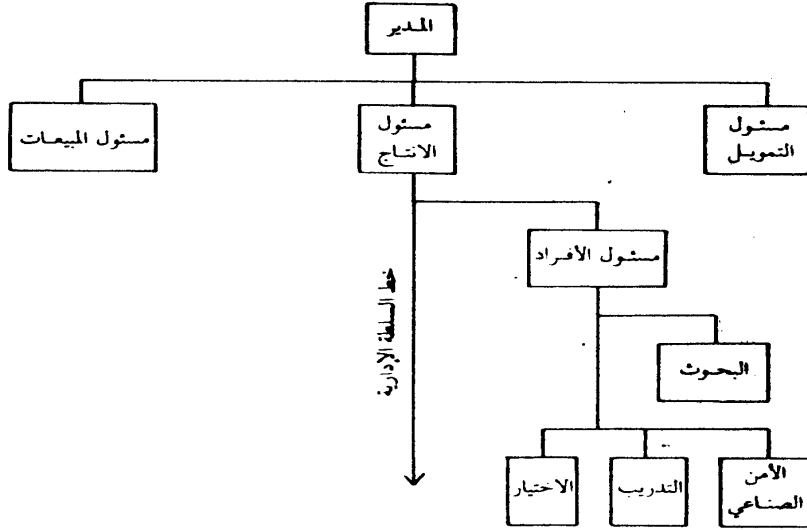 المدير
مسئول
التمويل
مسئول
الانتاج
مسئول المبيعات
مسئول الأفراد
خط السلطة الإدارية
البحوث
الأمن
الصناعي
التدريب
الاختيار